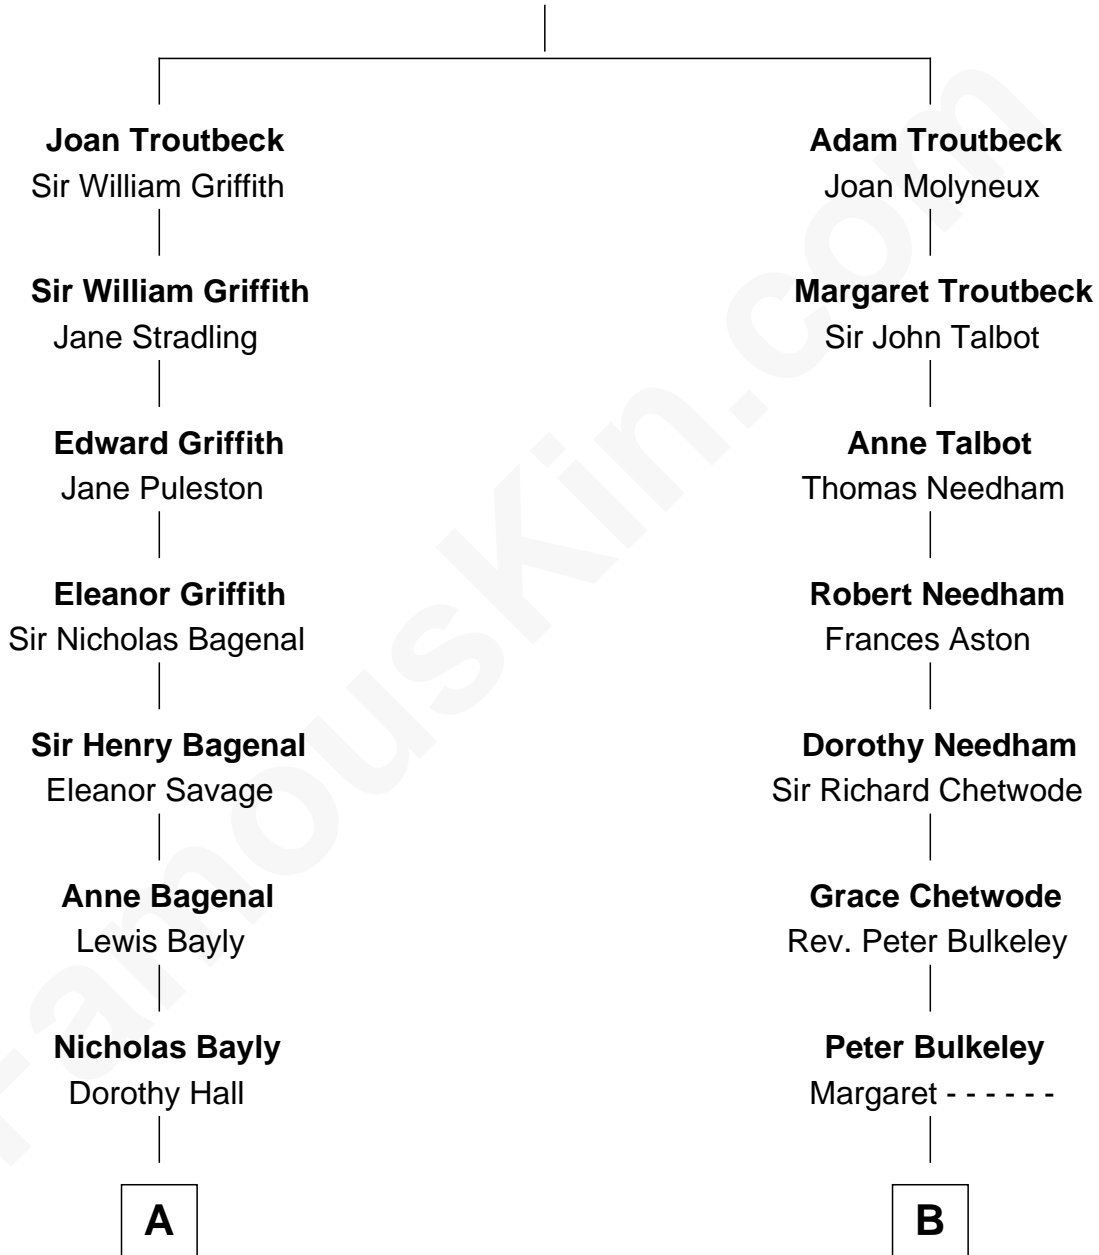 Joan Troutbeck
Sir William Griffith
Sir William Griffith
Jane Stradling
Edward Griffith
Jane Puleston
Eleanor Griffith
Sir Nicholas Bagenal
Sir Henry Bagenal
Eleanor Savage
Anne Bagenal
Lewis Bayly
Nicholas Bayly
Dorothy Hall
A
Adam Troutbeck
Joan Molyneux
Margaret Troutbeck
Sir John Talbot
Anne Talbot
Thomas Needham
Robert Needham
Frances Aston
Dorothy Needham
Sir Richard Chetwode
Grace Chetwode
Rev. Peter Bulkeley
Peter Bulkeley
Margaret - - - - - -
B
FamousKin.com